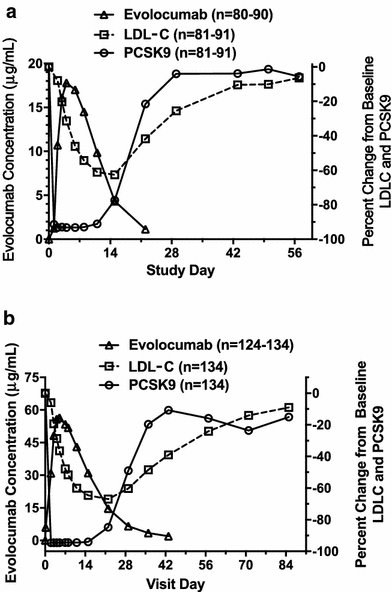 a
Evolocumab (n=80-90)
LDL-C (n=81-91)
PCSK9 (n=81-91)
Evolocumab Concentration (µg/mL)
20
15
10
5
0
0
-20
-40
-60
-80
-100
Percent Change from Baseline
LDLC and PCSK9
0 14 28 42 56
Study Day
b
Evolocumab (n=124-134)
LDL-C (n=134)
PCSK9 (n=134)
Evolocumab Concentration (µg/mL)
75
60
45
30
15
0
0
-20
-40
-60
-80
-100
Percent Change from Baseline
LDLC and PCSK9
0 14 28 42 56 70 84
Visit Day